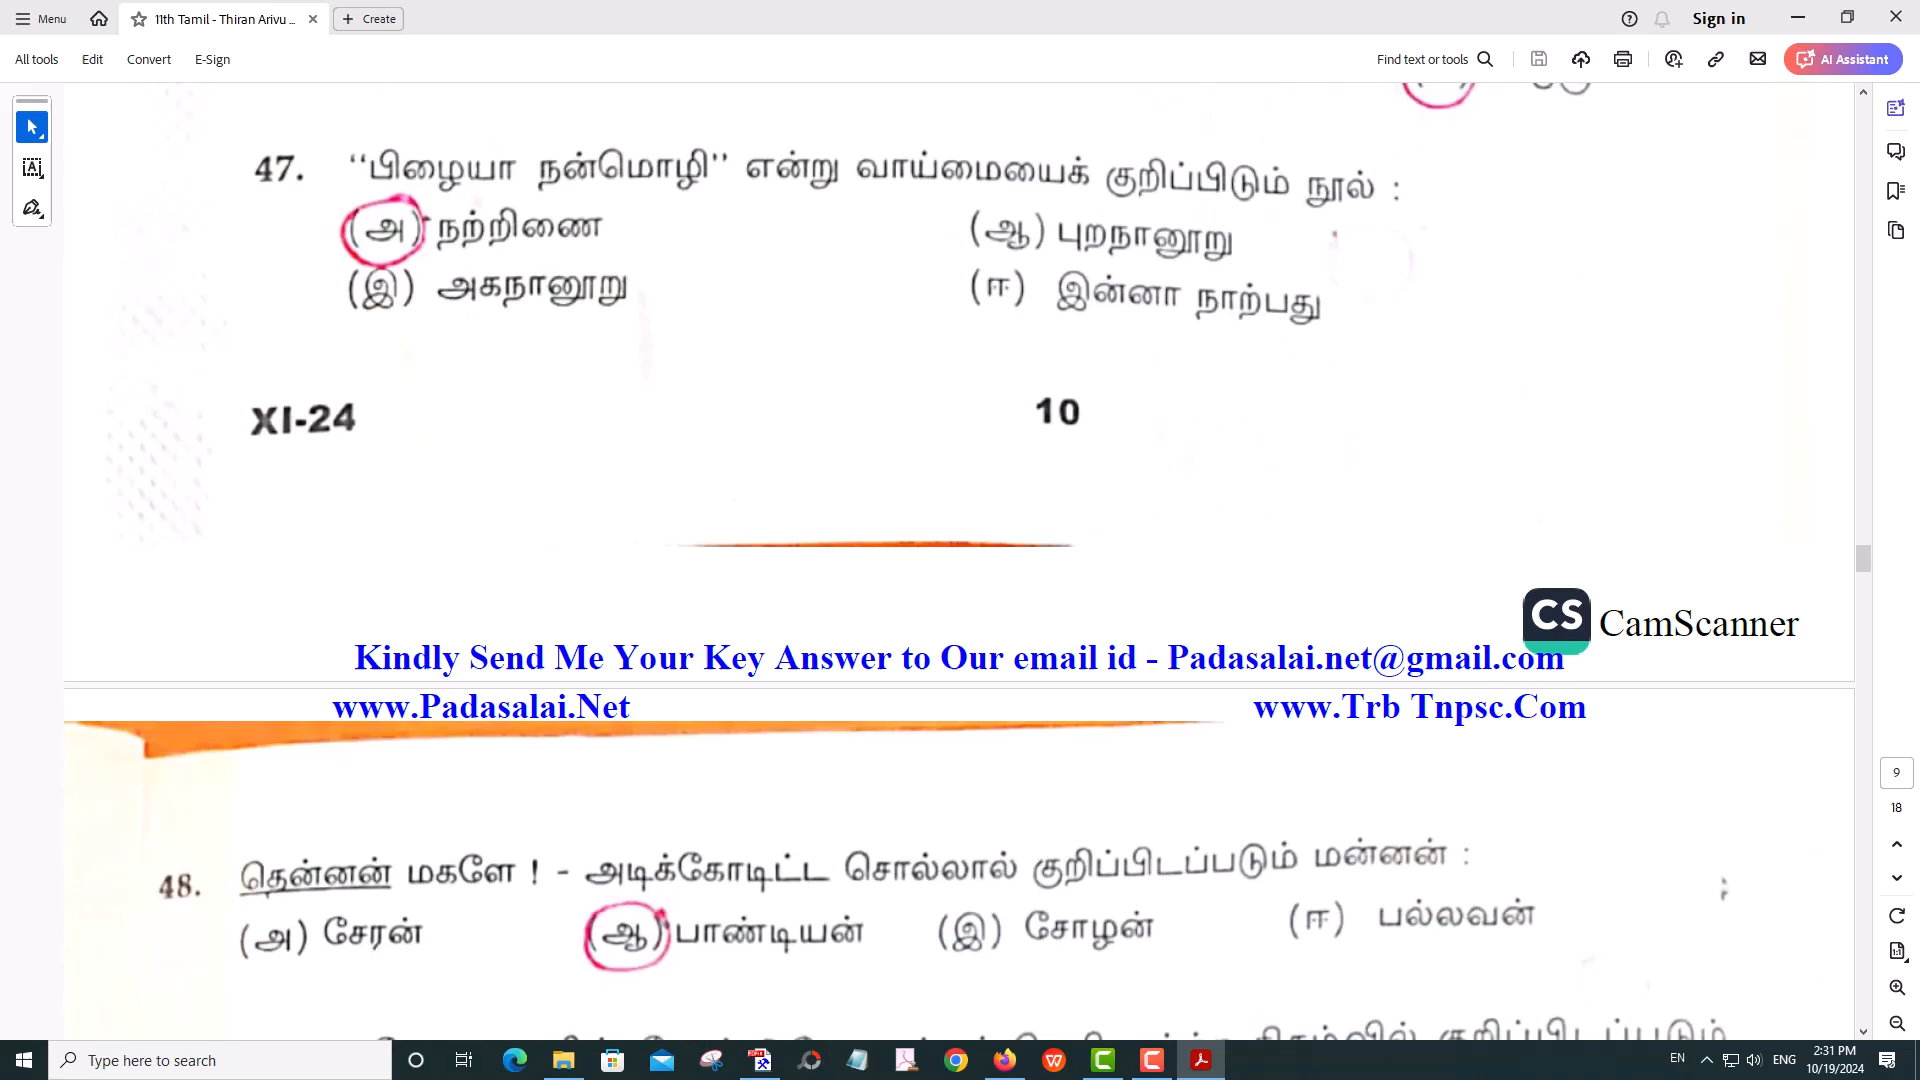 Menu
11th Tamil - Thiran Arivu ...
Create
Sign in
All tools Edit Convert E-Sign
Find text or tools
AI Assistant
47. ‘‘பிழையா நன்மொழி’’ என்று வாய்மையைக் குறிப்பிடும் நூல் :
(அ) நற்றிணை (ஆ) புறநானூறு
(இ) அகநானூறு (ஈ) இன்னா நாற்பது
XI-24 10
CS CamScanner
Kindly Send Me Your Key Answer to Our email id - Padasalai.net@gmail.com
www.Padasalai.Net www.Trb Tnpsc.Com
9
18
48. தென்னன் மகளே ! - அடிக்கோடிட்ட சொல்லால் குறிப்பிடப்படும் மன்னன் :
(அ) சேரன் (ஆ) பாண்டியன் (இ) சோழன் (ஈ) பல்லவன்
Type here to search
EN
ENG
2:31 PM
10/19/2024